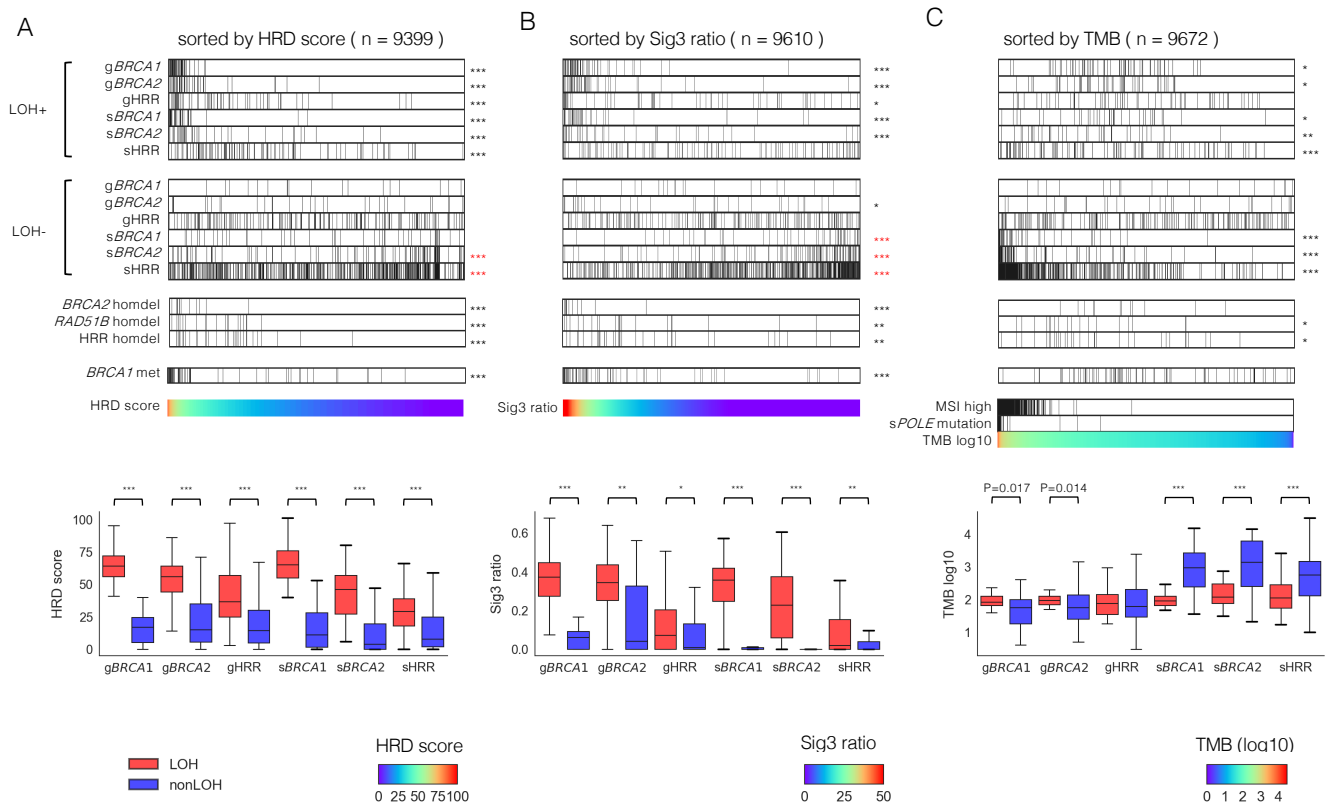 A
B
C
sorted by HRD score ( n = 9399 )
sorted by Sig3 ratio ( n = 9610 )
sorted by TMB ( n = 9672 )
LOH+
gBRCA1 *** *** *
gBRCA2 *** *** *
gHRR *** *
sBRCA1 *** *** *
sBRCA2 *** *** **
sHRR *** ***
LOH-
gBRCA1
gBRCA2 *
gHRR
sBRCA1 *** ***
sBRCA2 *** *** ***
sHRR *** *** ***
BRCA2 homdel *** ***
RAD51B homdel *** ** *
HRR homdel *** ** *
BRCA1 met *** ***
HRD score
Sig3 ratio
MSI high
sPOLE mutation
TMB log10
*** *** *** *** *** ***
HRD score
100
75
50
25
0
gBRCA1 gBRCA2 gHRR sBRCA1 sBRCA2 sHRR
*** ** * *** *** **
Sig3 ratio
0.6
0.4
0.2
0.0
gBRCA1 gBRCA2 gHRR sBRCA1 sBRCA2 sHRR
P=0.017 P=0.014 *** *** ***
TMB log10
4
3
2
1
gBRCA1 gBRCA2 gHRR sBRCA1 sBRCA2 sHRR
LOH
nonLOH
HRD score
0 25 50 75 100
Sig3 ratio
0 50
TMB (log10)
0 1 2 3 4